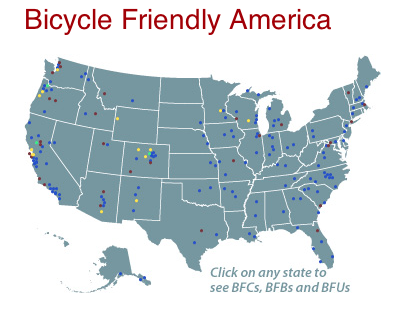 Bicycle Friendly America
Click on any state to
see BFCs, BFBs and BFUs